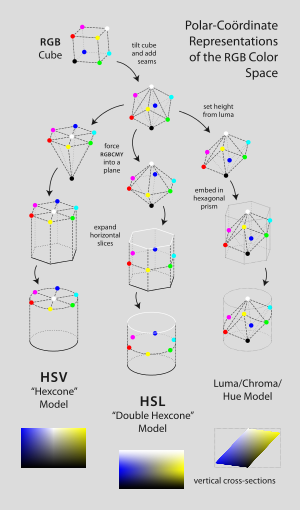 Polar-Coördinate
Representations
of the RGB Color
Space
RGB
Cube
tilt cube
and add
seams
set height
from luma
force
RGBCMY
into a
plane
embed in
hexagonal
prism
expand
horizontal
slices
HSV
“Hexcone”
Model
HSL
“Double Hexcone”
Model
Luma/Chroma/
Hue Model
vertical cross-sections